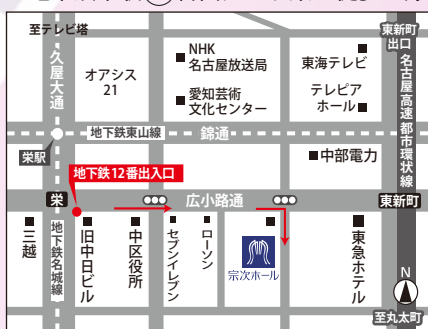 至テレビ塔
久屋大通
オアシス
21
NHK
名古屋放送局
愛知芸術
文化センター
東海テレビ
テレピア
ホール
東新町
出口
名古屋高速都市環状線
地下鉄東山線
錦通
栄駅
地下鉄12番出入口
中部電力
栄
広小路通
東新町
三越
地下鉄名城線
旧中日ビル
中区役所
セブンイレブン
ローソン
宗次ホール
東急ホテル
N
至丸太町